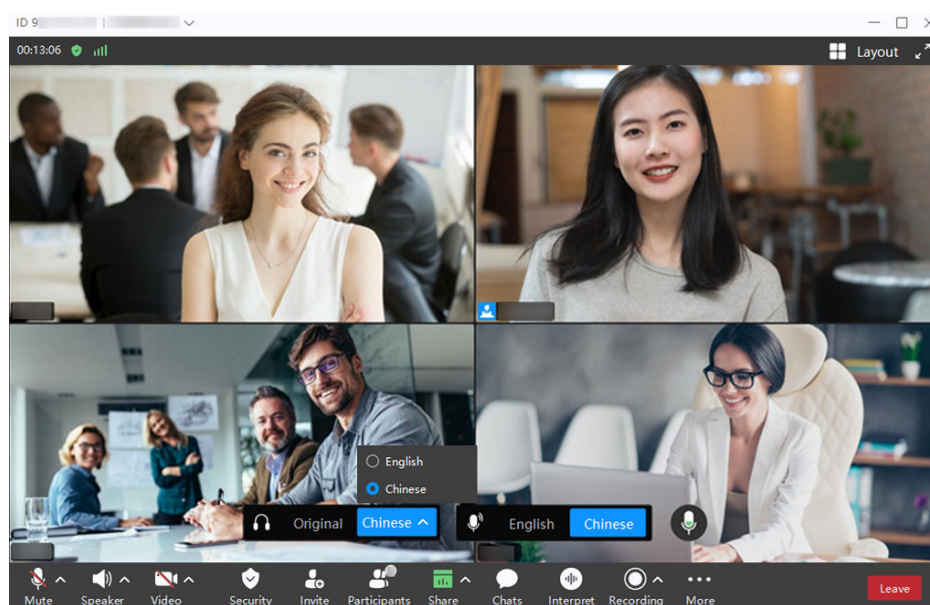 ID 9
00:13:06
Layout
English
Chinese
Original Chinese
English Chinese
Mute Speaker Video Security Invite Participants Share Chats Interpret Recording More Leave